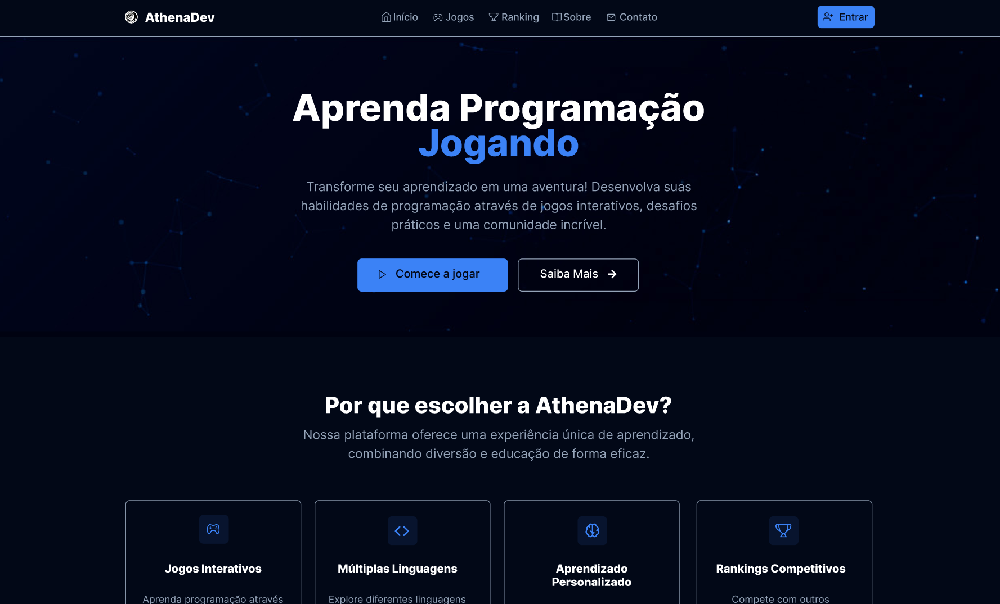 AthenaDev
Início
Jogos
Ranking
Sobre
Contato
Entrar
Aprenda Programação
Jogando
Transforme seu aprendizado em uma aventura! Desenvolva suas
habilidades de programação através de jogos interativos, desafios
práticos e uma comunidade incrível.
Comece a jogar
Saiba Mais
Por que escolher a AthenaDev?
Nossa plataforma oferece uma experiência única de aprendizado,
combinando diversão e educação de forma eficaz.
Jogos Interativos
Aprenda programação através
Múltiplas Linguagens
Explore diferentes linguagens
Aprendizado
Personalizado
Rankings Competitivos
Compete com outros